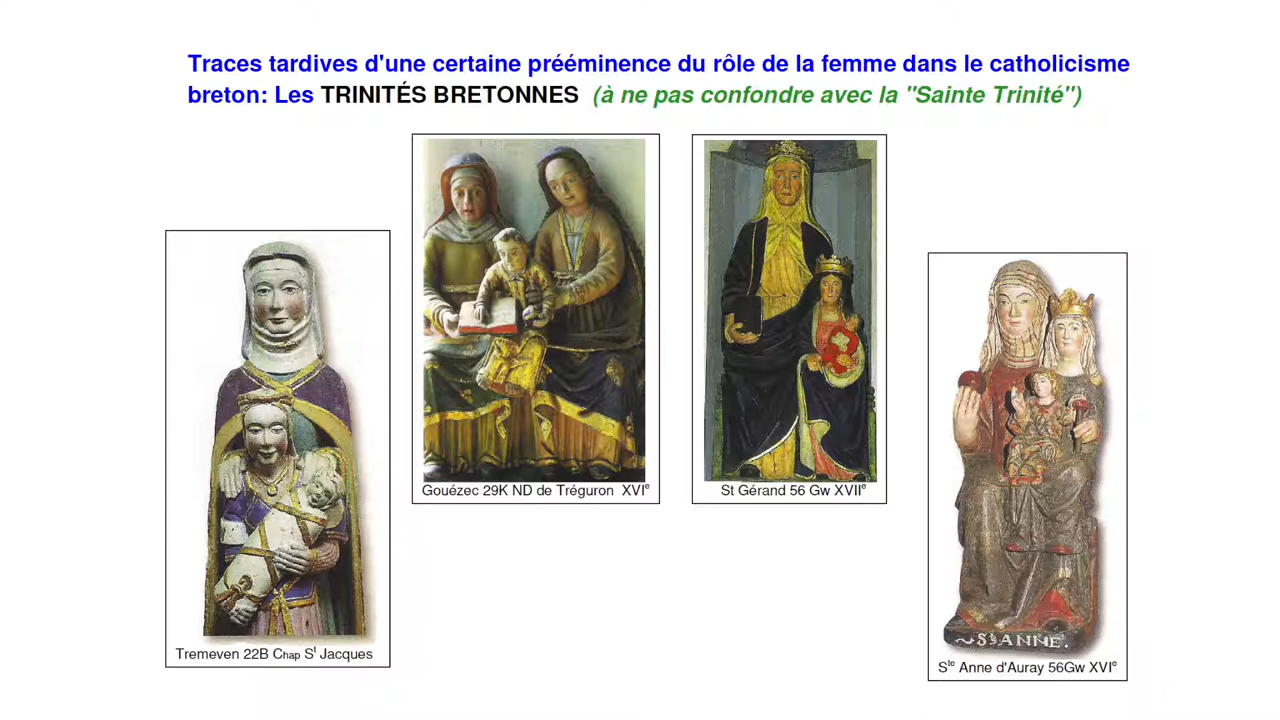 Traces tardives d'une certaine prééminence du rôle de la femme dans le catholicisme
breton: Les TRINITÉS BRETONNES (à ne pas confondre avec la "Sainte Trinité")
Gouézec 29K ND de Tréguron XVIe
St Gérand 56 Gw XVIIe
~Ste ANNE.
Tremeven 22B Chap St Jacques
Ste Anne d'Auray 56Gw XVIe